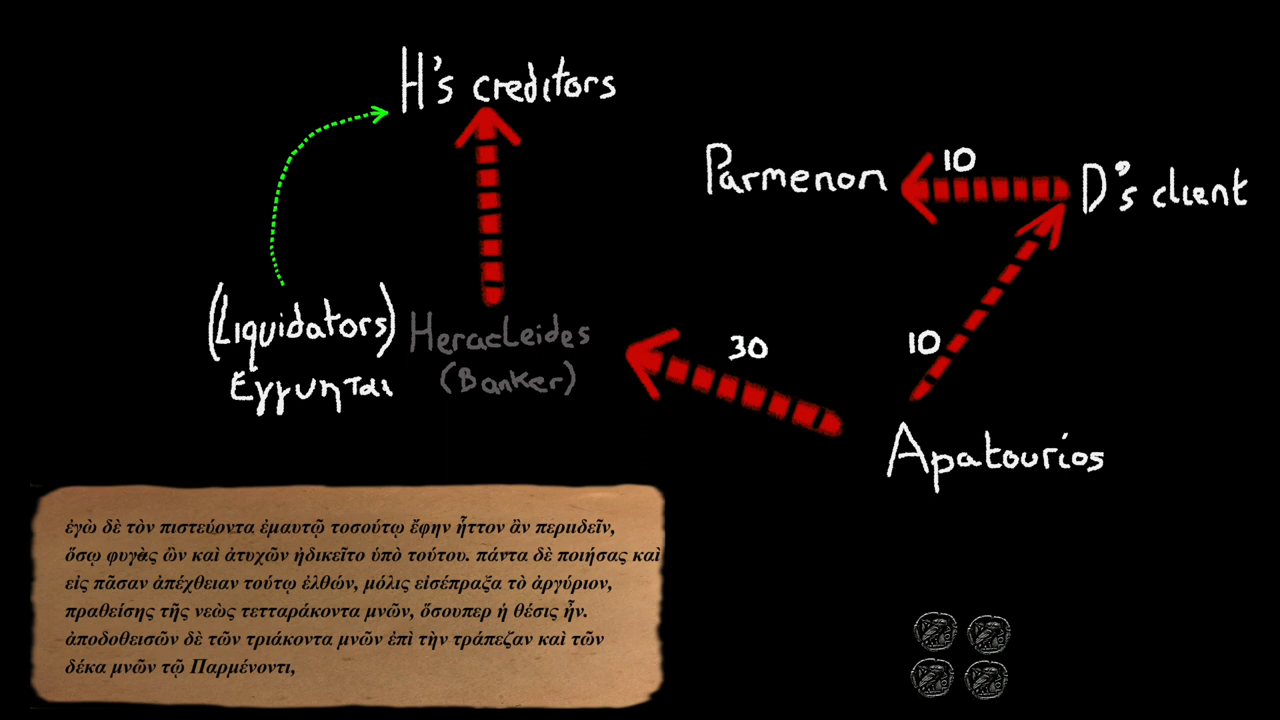 H's creditors
Parmenon
10
D's client
(Liquidators)
Ἐγγυηται
Heracleides
(Banker)
30
10
Apatourios
ἐγὼ δὲ τὸν πιστεύοντα ἐμαυτῷ τοσούτῳ ἔφην ἧττον ἂν περιιδεῖν,
ὅσῳ φυγὰς ὢν καὶ ἀτυχῶν ἠδικεῖτο ὑπὸ τούτου. πάντα δὲ ποιήσας καὶ
εἰς πᾶσαν ἀπέχθειαν τούτῳ ἐλθών, μόλις εἰσέπραξα τὸ ἀργύριον,
πραθείσης τῆς νεὼς τετταράκοντα μνῶν, ὅσουπερ ἡ θέσις ἦν.
ἀποδοθεισῶν δὲ τῶν τριάκοντα μνῶν ἐπὶ τὴν τράπεζαν καὶ τῶν
δέκα μνῶν τῷ Παρμένοντι,